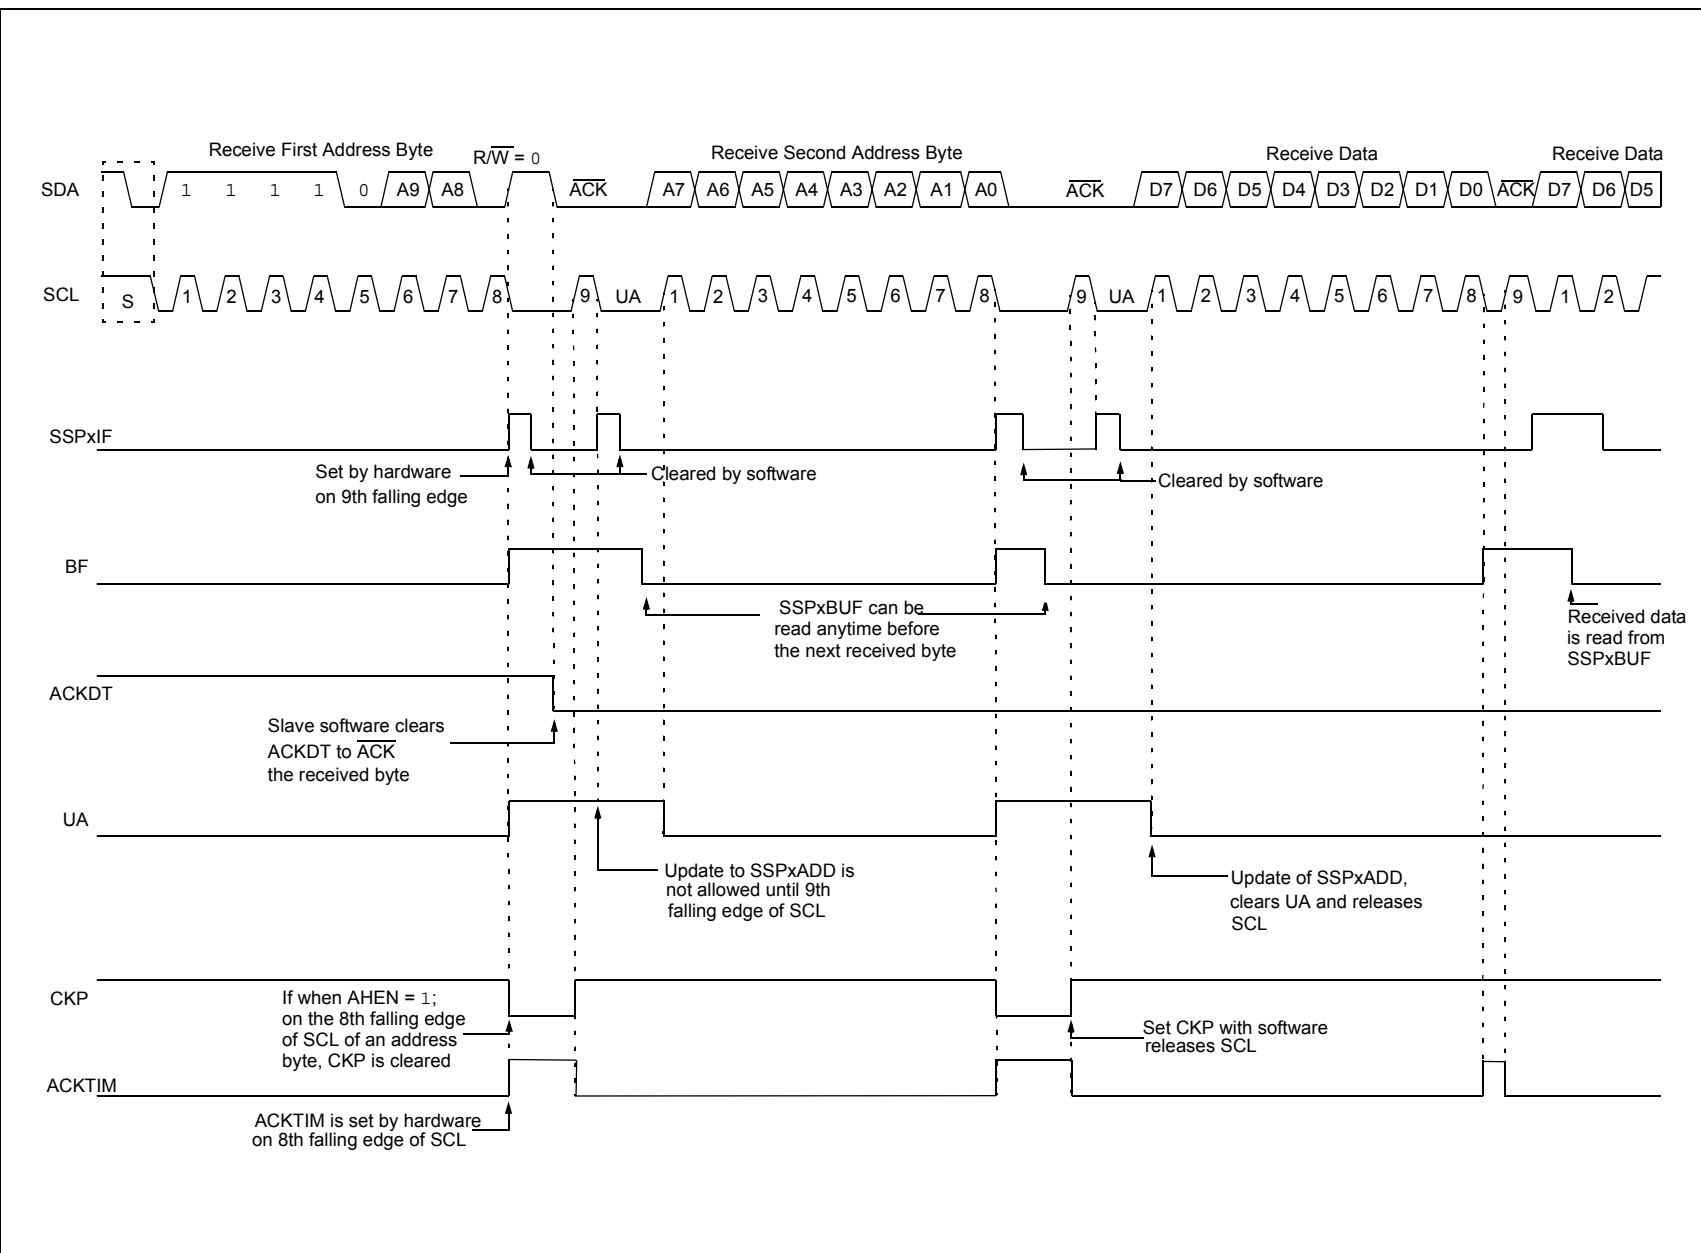 Receive First Address Byte
R/W = 0
Receive Second Address Byte
Receive Data
Receive Data
SDA
1 1 1 1 0 A9 A8 ACK A7 A6 A5 A4 A3 A2 A1 A0 ACK D7 D6 D5 D4 D3 D2 D1 D0 ACK D7 D6 D5
SCL
S 1 2 3 4 5 6 7 8 9 UA 1 2 3 4 5 6 7 8 9 UA 1 2 3 4 5 6 7 8 9 1 2
SSPxIF
Set by hardware
on 9th falling edge
Cleared by software
Cleared by software
BF
SSPxBUF can be
read anytime before
the next received byte
Received data
is read from
SSPxBUF
ACKDT
Slave software clears
ACKDT to ACK
the received byte
UA
Update to SSPxADD is
not allowed until 9th
falling edge of SCL
Update of SSPxADD,
clears UA and releases
SCL
CKP
If when AHEN = 1;
on the 8th falling edge
of SCL of an address
byte, CKP is cleared
Set CKP with software
releases SCL
ACKTIM
ACKTIM is set by hardware
on 8th falling edge of SCL